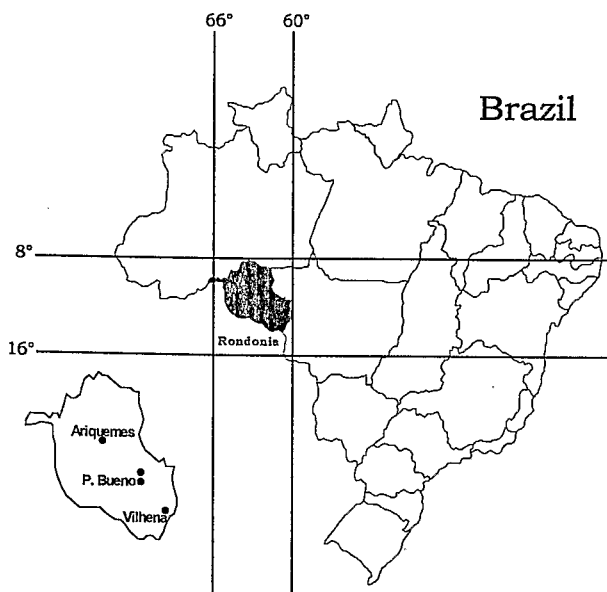 66° 60°
Brazil
8°
Rondonia
16°
Ariquemes
P. Bueno
Vilhena